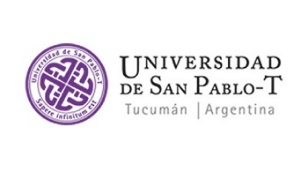 Universidad de San Pablo-T
Sapere infinitum est
UNIVERSIDAD
DE SAN PABLO-T
Tucumán | Argentina